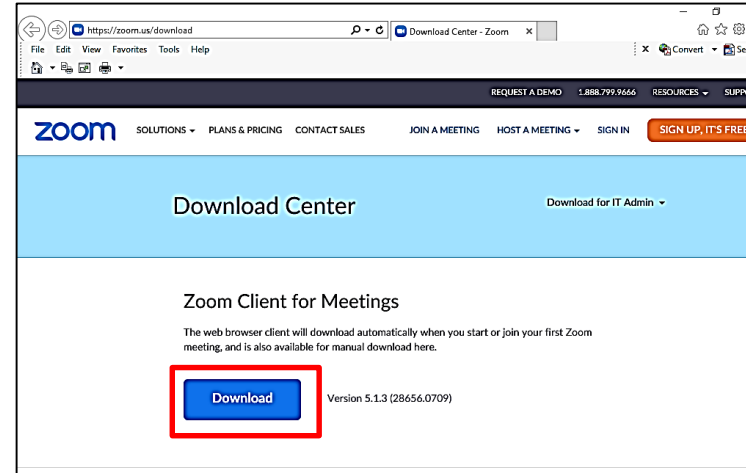 https://zoom.us/download
Download Center - Zoom
File Edit View Favorites Tools Help
Convert
REQUEST A DEMO 1.888.799.9666 RESOURCES
zoom SOLUTIONS PLANS & PRICING CONTACT SALES JOIN A MEETING HOST A MEETING SIGN IN SIGN UP, IT'S FREE
Download Center Download for IT Admin
Zoom Client for Meetings
The web browser client will download automatically when you start or join your first Zoom
meeting, and is also available for manual download here.
Download Version 5.1.3 (28656.0709)